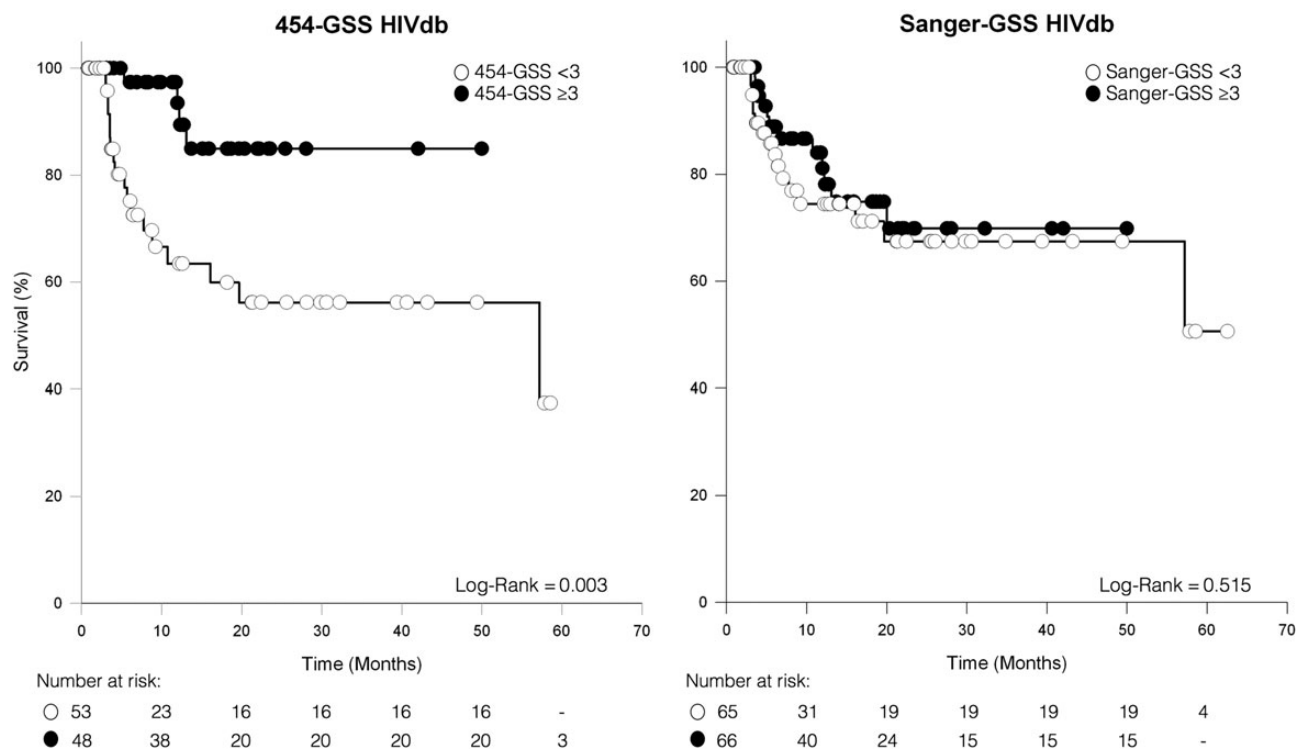 454-GSS HIVdb
454-GSS <3
454-GSS ≥3
100
80
60
40
20
0
Survival (%)
Log-Rank = 0.003
0 10 20 30 40 50 60 70
Time (Months)
Number at risk:
53 23 16 16 16 16 -
48 38 20 20 20 20 3
Sanger-GSS HIVdb
Sanger-GSS <3
Sanger-GSS ≥3
100
80
60
40
20
0
Log-Rank = 0.515
0 10 20 30 40 50 60 70
Time (Months)
Number at risk:
65 31 19 19 19 19 4
66 40 24 15 15 15 -